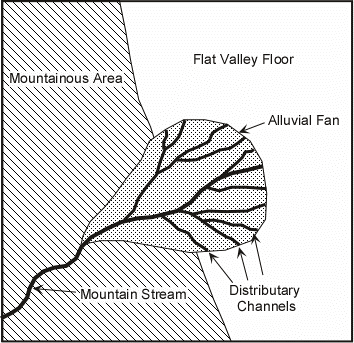 Flat Valley Floor
Mountainous Area
Alluvial Fan
Mountain Stream
Distributary
Channels